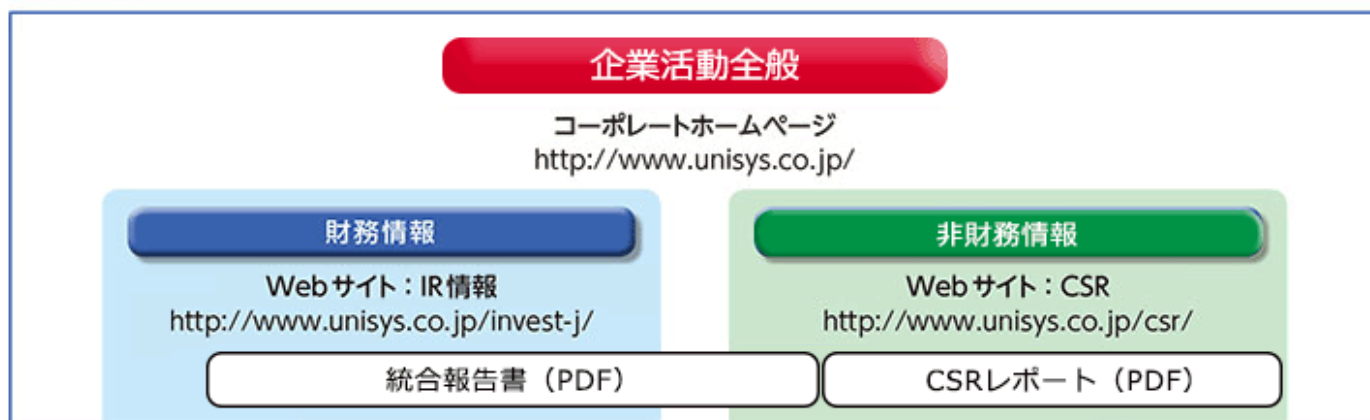 企業活動全般
コーポレートホームページ
http://www.unisys.co.jp/
財務情報
Webサイト：IR情報
http://www.unisys.co.jp/invest-j/
非財務情報
Webサイト：CSR
http://www.unisys.co.jp/csr/
統合報告書（PDF）
CSRレポート（PDF）